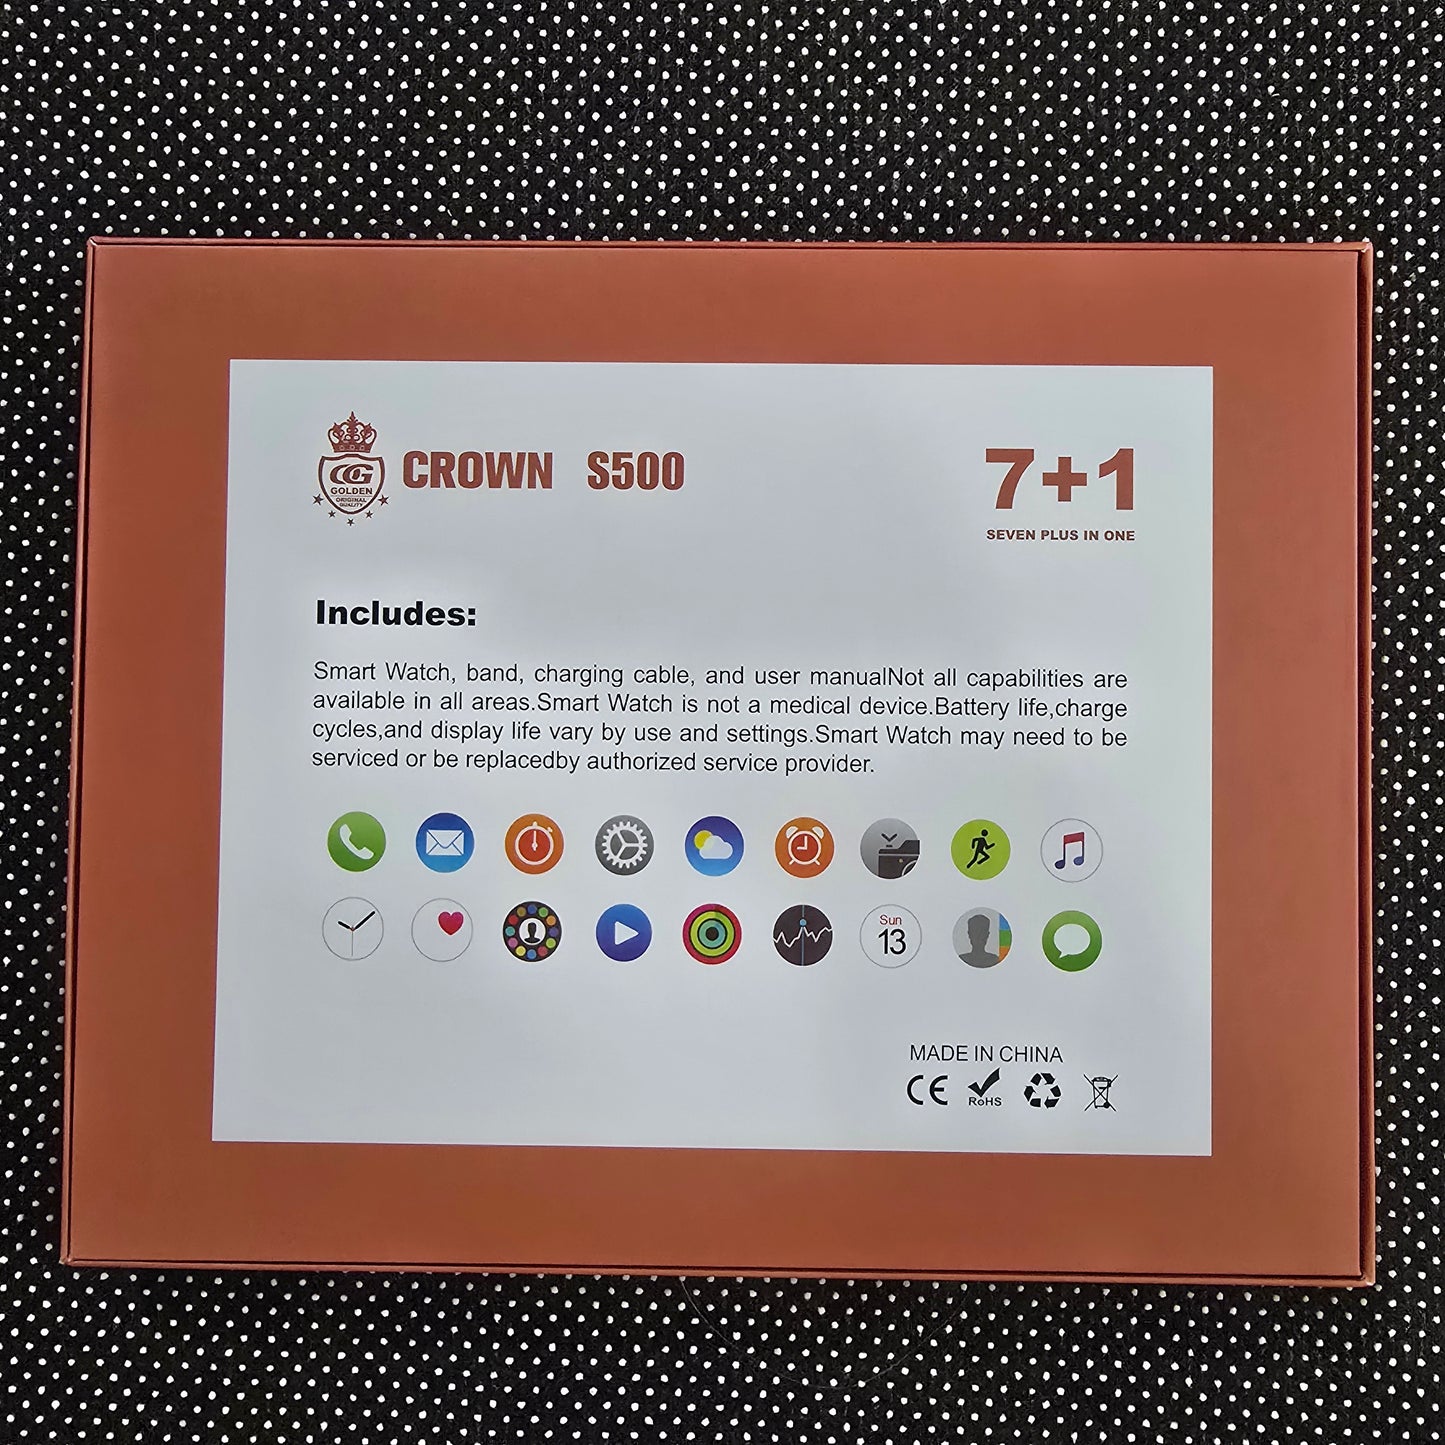 CG
GOLDEN
ORIGINAL
QUALITY
CROWN S500
7+1
SEVEN PLUS IN ONE
Includes:
Smart Watch, band, charging cable, and user manualNot all capabilities are
available in all areas.Smart Watch is not a medical device.Battery life,charge
cycles,and display life vary by use and settings.Smart Watch may need to be
serviced or be replacedby authorized service provider.
Sun
13
MADE IN CHINA
CE
RoHS